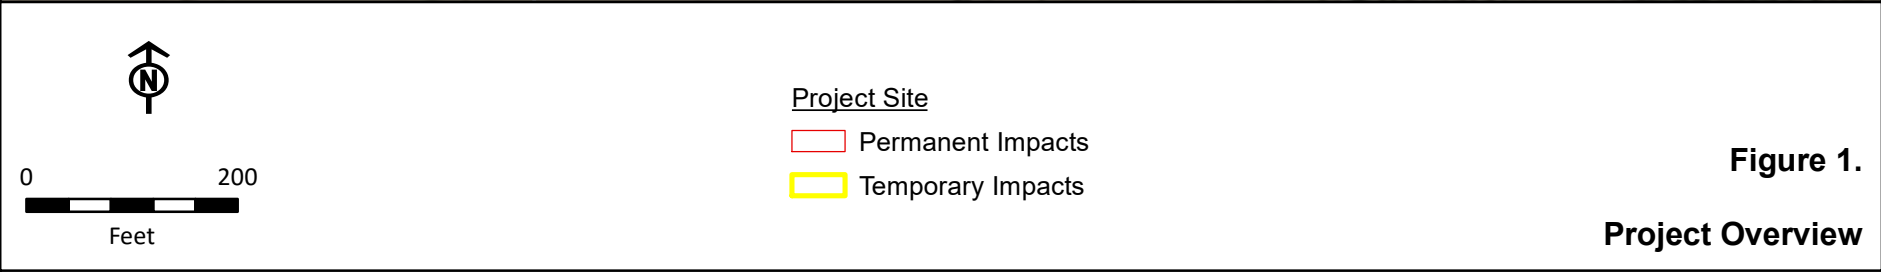 N
0 200
Feet
Project Site
Permanent Impacts
Temporary Impacts
Figure 1.
Project Overview